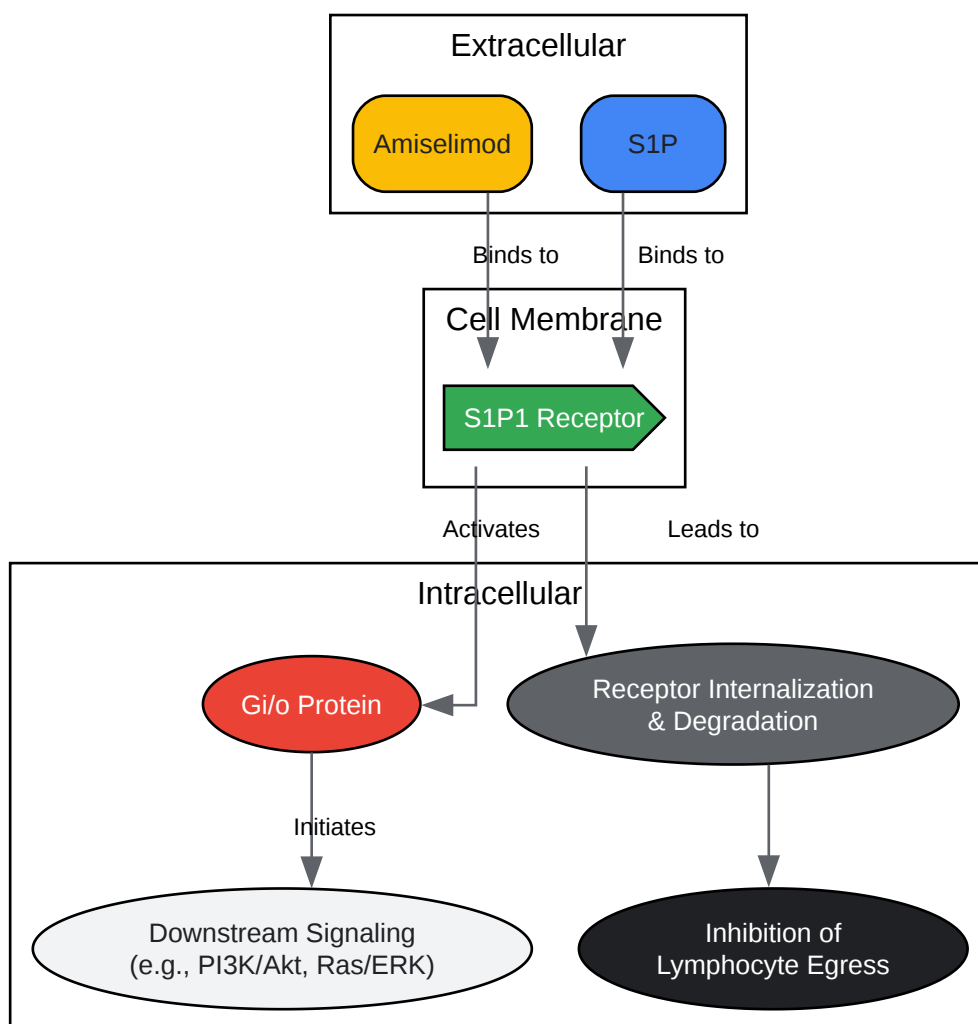 Extracellular
Amiselimod
S1P
Binds to
Binds to
Cell Membrane
S1P1 Receptor
Activates
Leads to
Intracellular
Gi/o Protein
Receptor Internalization
& Degradation
Initiates
Downstream Signaling
(e.g., PI3K/Akt, Ras/ERK)
Inhibition of
Lymphocyte Egress